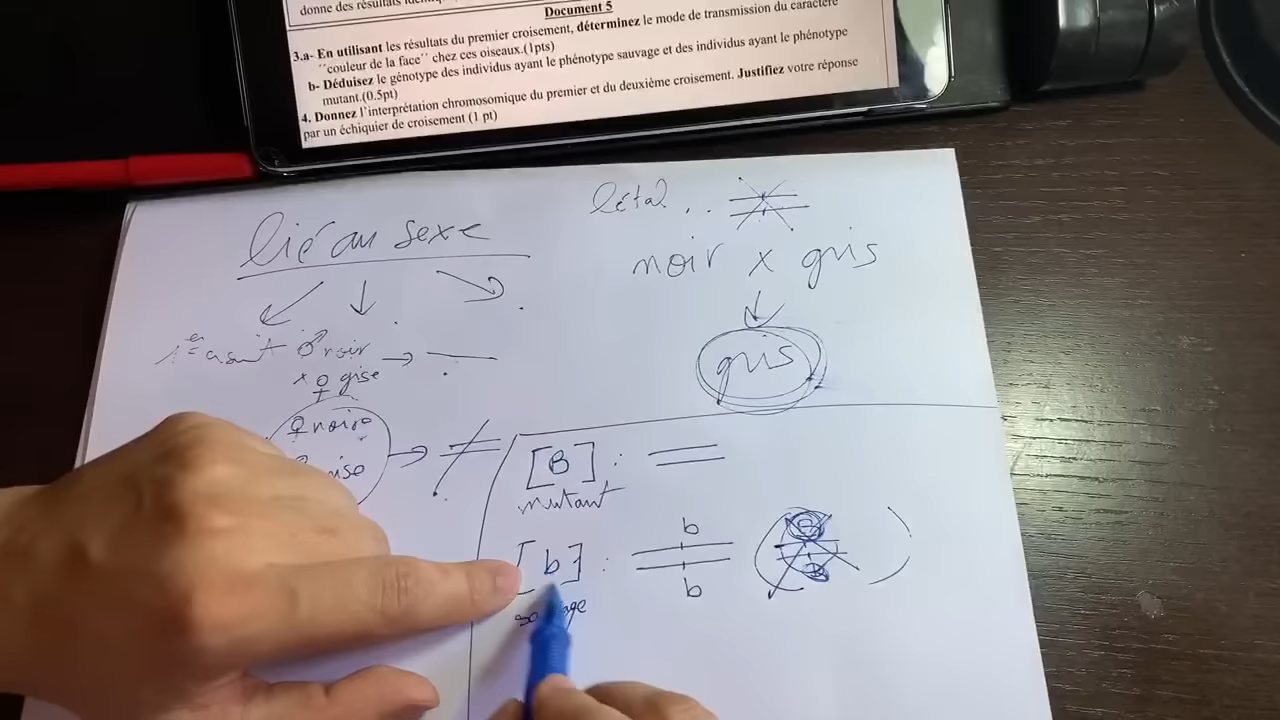 donne des résultats
Document 5
3.a- En utilisant les résultats du premier croisement, déterminez le mode de transmission du caractère
‘‘couleur de la face’’ chez ces oiseaux.(1pts)
b- Déduisez le génotype des individus ayant le phénotype sauvage et des individus ayant le phénotype
mutant.(0.5pt)
4. Donnez l'interprétation chromosomique du premier et du deuxième croisement. Justifiez votre réponse
par un échiquier de croisement (1 pt)
lié au sexe
♂ noir
x ♀ gise
♀ noire
létal . .
noir x gris
gris
[B] :
mutant
[b] :
b
b